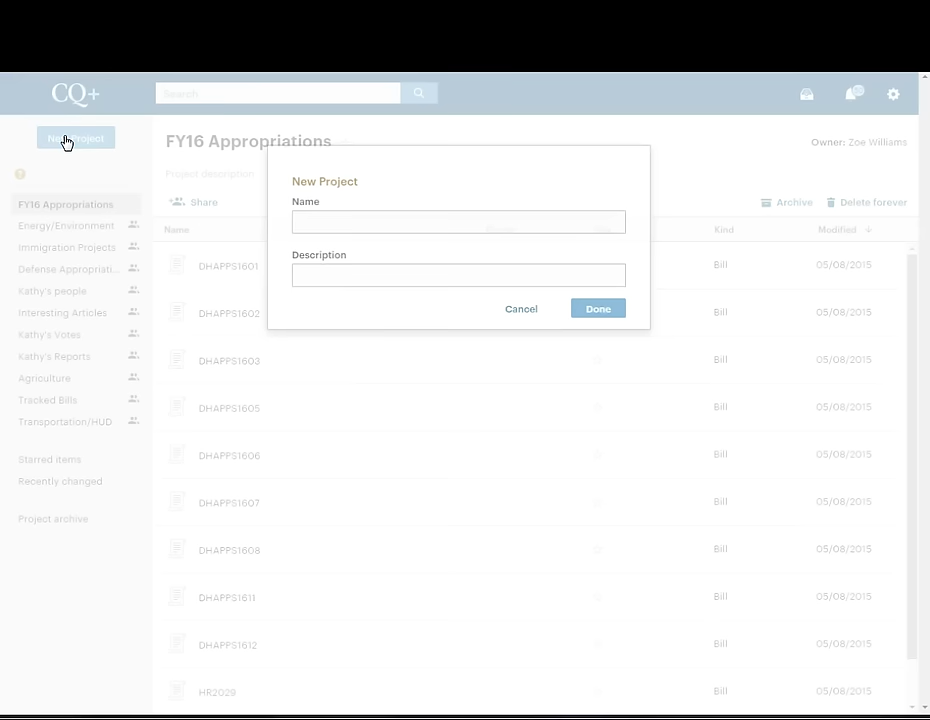 CQ+
Search...
New Project
FY16 Appropriations
Owner: Zoe Williams
Project description
Share
Archive
Delete forever
Name
Kind
Modified
FY16 Appropriations
Energy/Environment
Immigration Projects
Defense Appropriati...
Kathy's people
Interesting Articles
Kathy's Votes
Kathy's Reports
Agriculture
Tracked Bills
Transportation/HUD
Starred items
Recently changed
Project archive
New Project
Name
Description
Cancel
Done
DHAPPS1601 Bill 05/08/2015
DHAPPS1602 Bill 05/08/2015
DHAPPS1603 Bill 05/08/2015
DHAPPS1605 Bill 05/08/2015
DHAPPS1606 Bill 05/08/2015
DHAPPS1607 Bill 05/08/2015
DHAPPS1608 Bill 05/08/2015
DHAPPS1611 Bill 05/08/2015
DHAPPS1612 Bill 05/08/2015
HR2029 Bill 05/08/2015